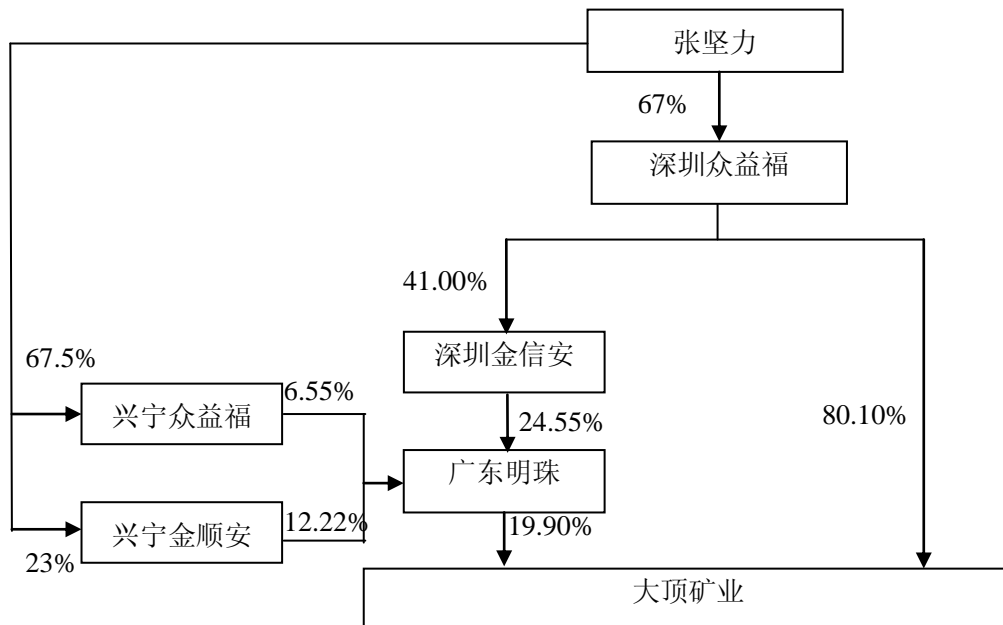 张坚力
67%
深圳众益福
41.00%
深圳金信安
67.5%
6.55%
兴宁众益福
24.55%
80.10%
广东明珠
12.22%
19.90%
兴宁金顺安
23%
大顶矿业